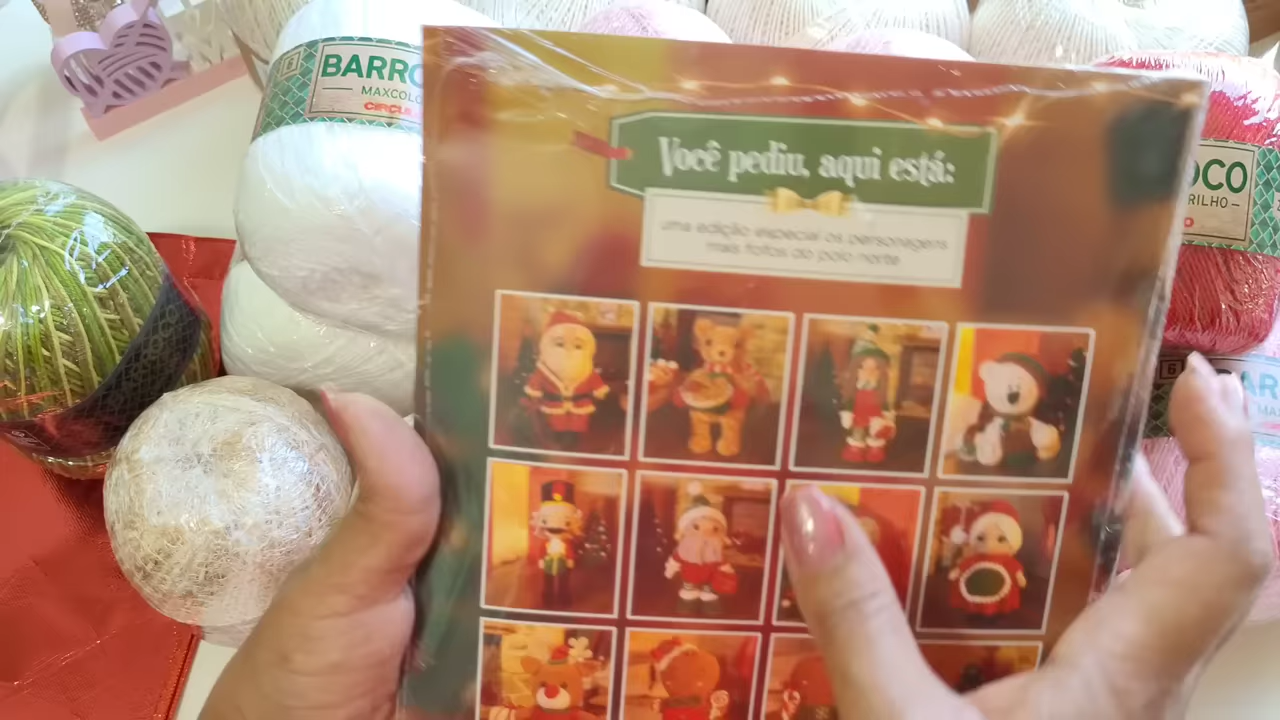 BARRO
MAXCOLO
CÍRCUL
Você pediu, aqui está:
uma edição especial os personagens
mais fofos do polo norte
OCO
RILHO
6
BAR
MA